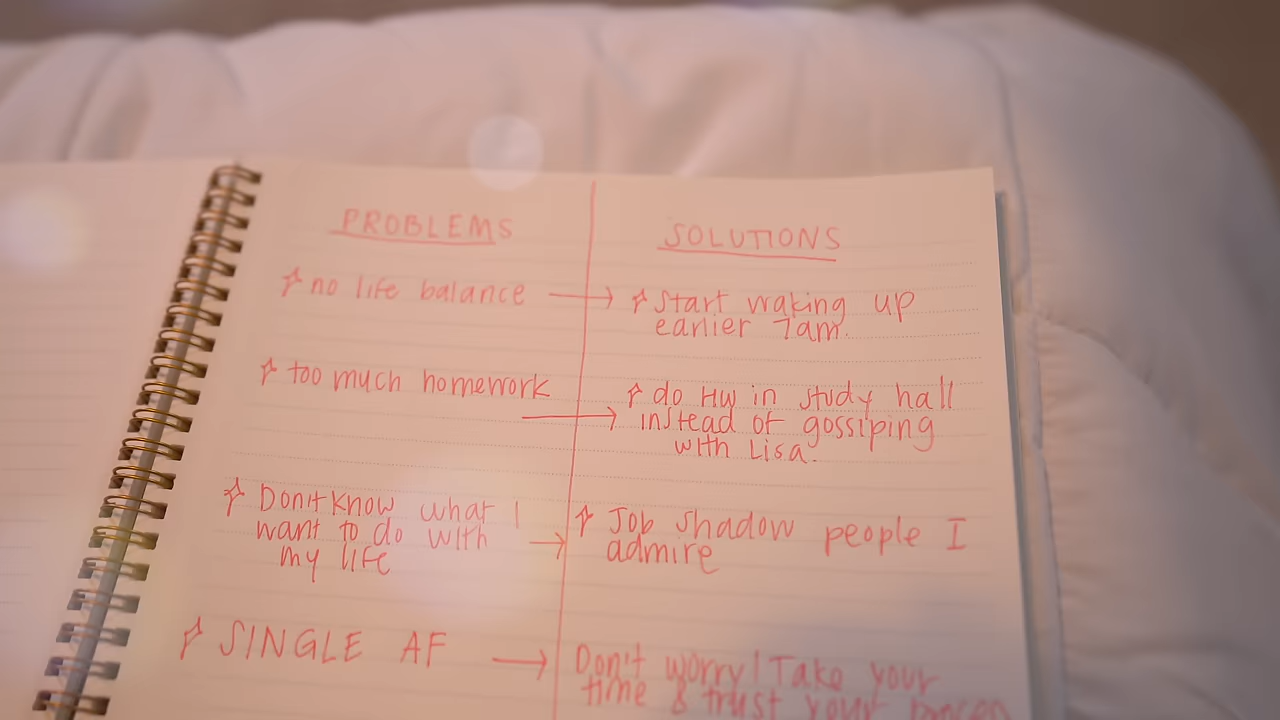 PROBLEMS
SOLUTIONS
no life balance
Start waking up
earlier 7am.
too much homework
do HW in study hall
instead of gossiping
with Lisa.
Don't know what I
want to do with
my life
Job shadow people I
admire
SINGLE AF
Don't worry! Take your
time & trust your